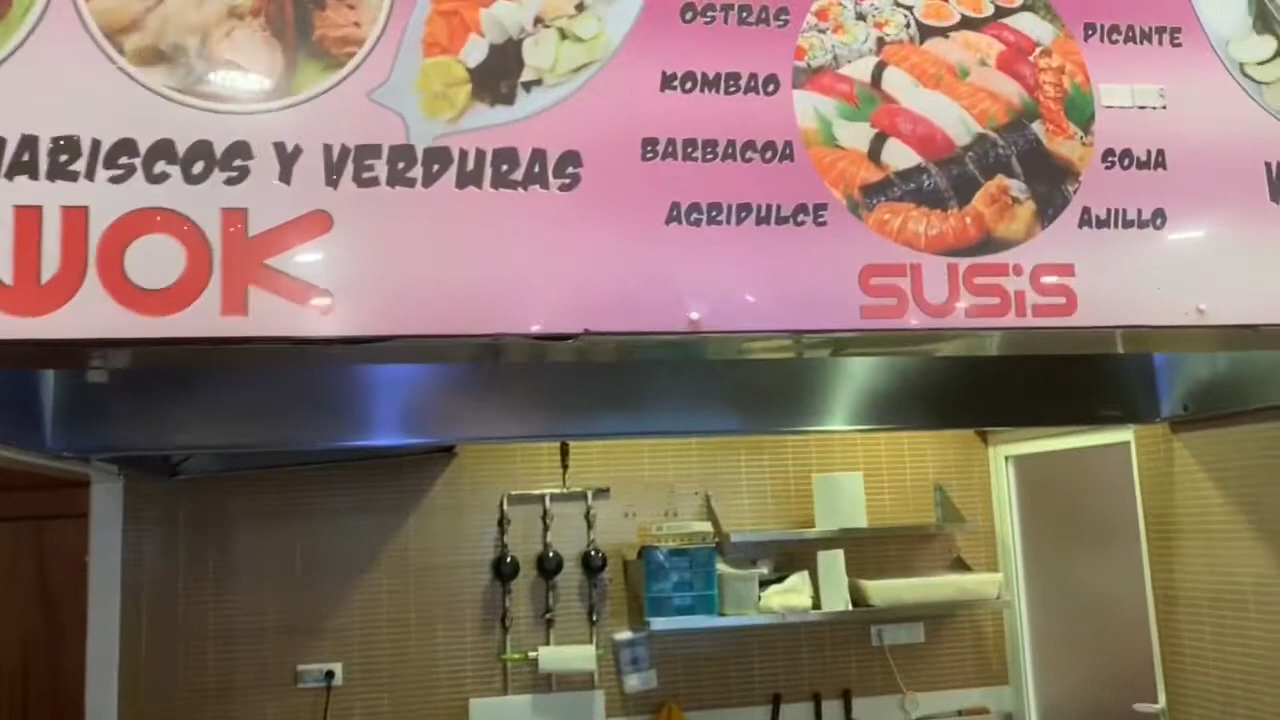 MARISCOS Y VERDURAS
WOK
OSTRAS
KOMBAO
BARBACOA
AGRIDULCE
PICANTE
SOJA
AJILLO
SUSiS